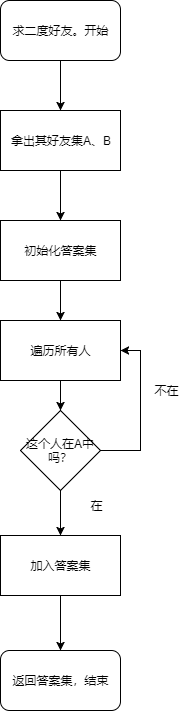 求二度好友。开始
拿出其好友集A、B
初始化答案集
遍历所有人
不在
这个人在A中
吗?
在
加入答案集
返回答案集，结束